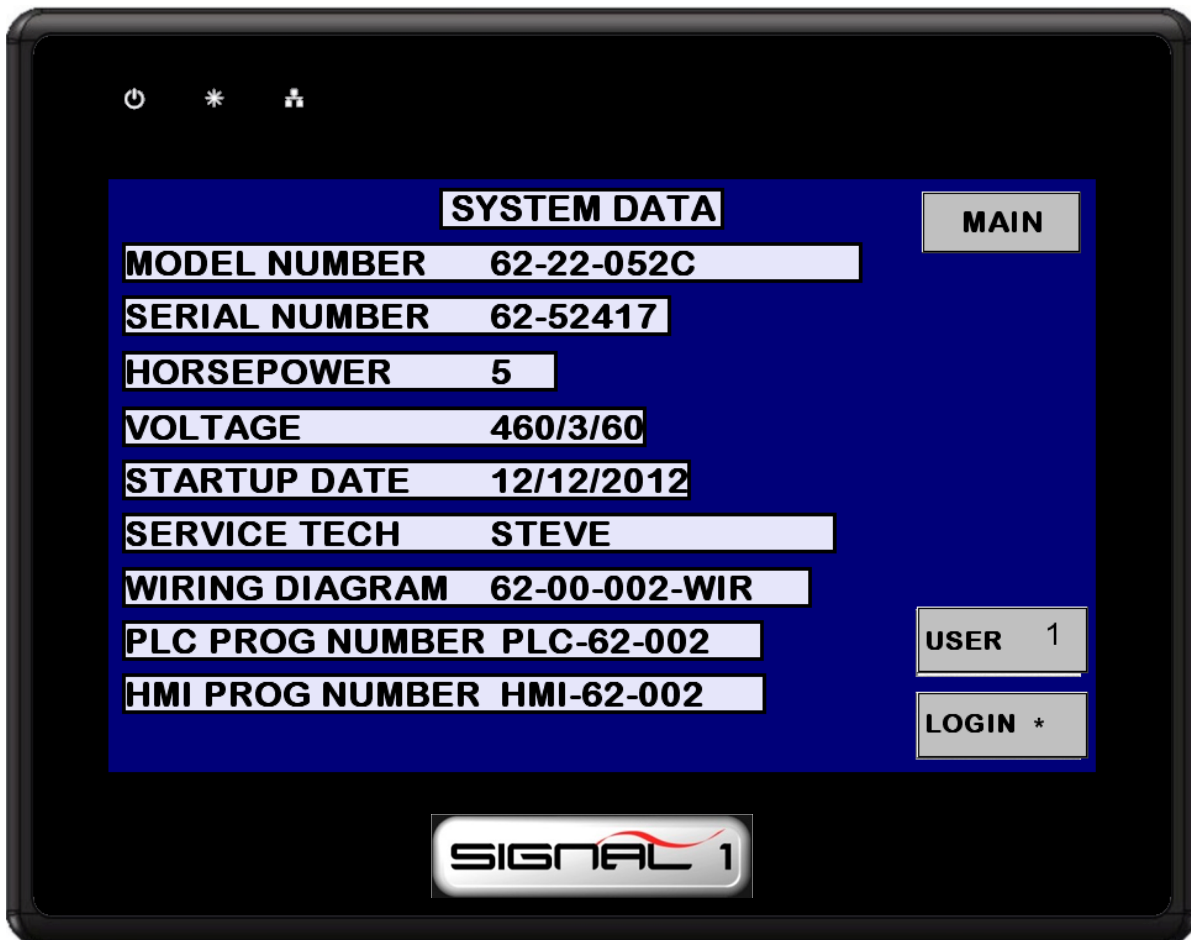 SYSTEM DATA
MAIN
MODEL NUMBER 62-22-052C
SERIAL NUMBER 62-52417
HORSEPOWER 5
VOLTAGE 460/3/60
STARTUP DATE 12/12/2012
SERVICE TECH STEVE
WIRING DIAGRAM 62-00-002-WIR
PLC PROG NUMBER PLC-62-002
USER 1
HMI PROG NUMBER HMI-62-002
LOGIN *
SIGNAL 1